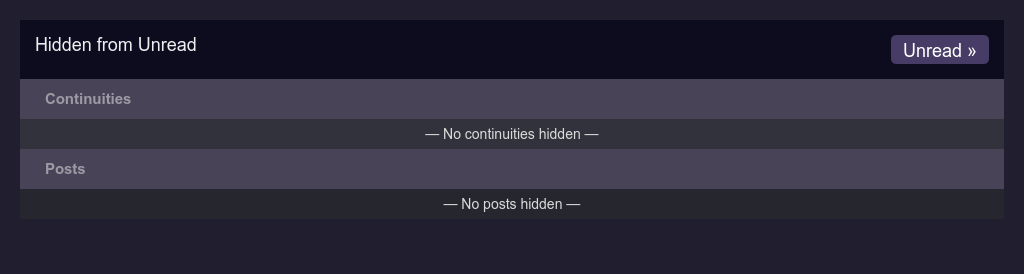 Hidden from Unread
Unread »
Continuities
— No continuities hidden —
Posts
— No posts hidden —